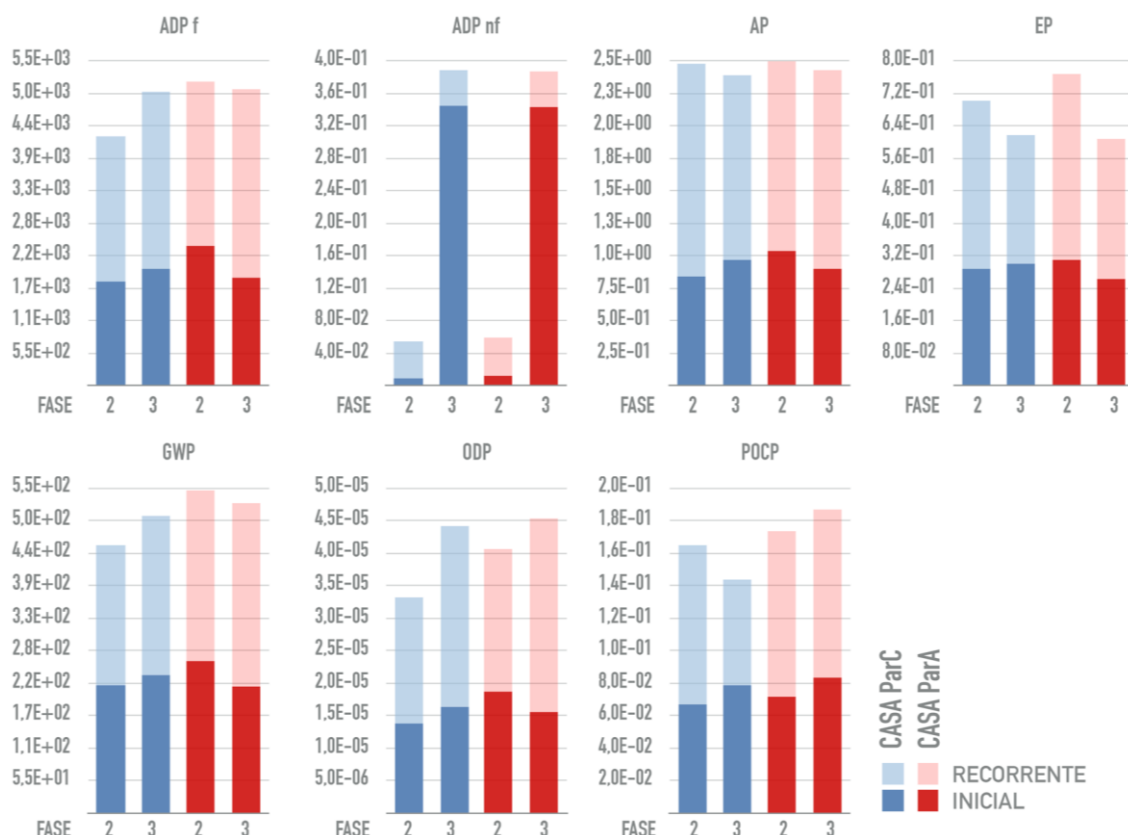 ADP f
5,5E+03
5,0E+03
4,4E+03
3,9E+03
3,3E+03
2,8E+03
2,2E+03
1,7E+03
1,1E+03
5,5E+02
FASE 2 3 2 3
ADP nf
4,0E-01
3,6E-01
3,2E-01
2,8E-01
2,4E-01
2,0E-01
1,6E-01
1,2E-01
8,0E-02
4,0E-02
FASE 2 3 2 3
AP
2,5E+00
2,3E+00
2,0E+00
1,8E+00
1,5E+00
1,3E+00
1,0E+00
7,5E-01
5,0E-01
2,5E-01
FASE 2 3 2 3
EP
8,0E-01
7,2E-01
6,4E-01
5,6E-01
4,8E-01
4,0E-01
3,2E-01
2,4E-01
1,6E-01
8,0E-02
FASE 2 3 2 3
GWP
5,5E+02
5,0E+02
4,4E+02
3,9E+02
3,3E+02
2,8E+02
2,2E+02
1,7E+02
1,1E+02
5,5E+01
FASE 2 3 2 3
ODP
5,0E-05
4,5E-05
4,0E-05
3,5E-05
3,0E-05
2,5E-05
2,0E-05
1,5E-05
1,0E-05
5,0E-06
FASE 2 3 2 3
POCP
2,0E-01
1,8E-01
1,6E-01
1,4E-01
1,2E-01
1,0E-01
8,0E-02
6,0E-02
4,0E-02
2,0E-02
FASE 2 3 2 3
CASA ParC
CASA ParA
RECORRENTE
INICIAL